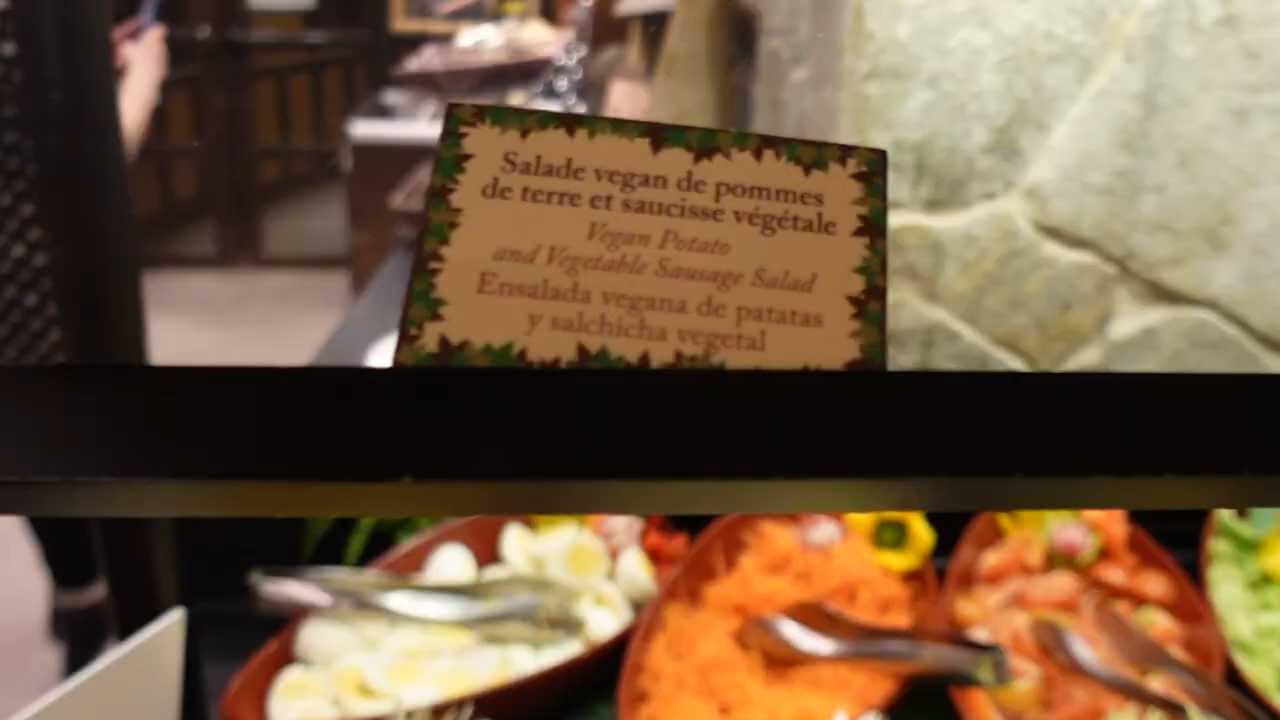 Salade vegan de pommes
de terre et saucisse végétale
Vegan Potato
and Vegetable Sausage Salad
Ensalada vegana de patatas
y salchicha vegetal